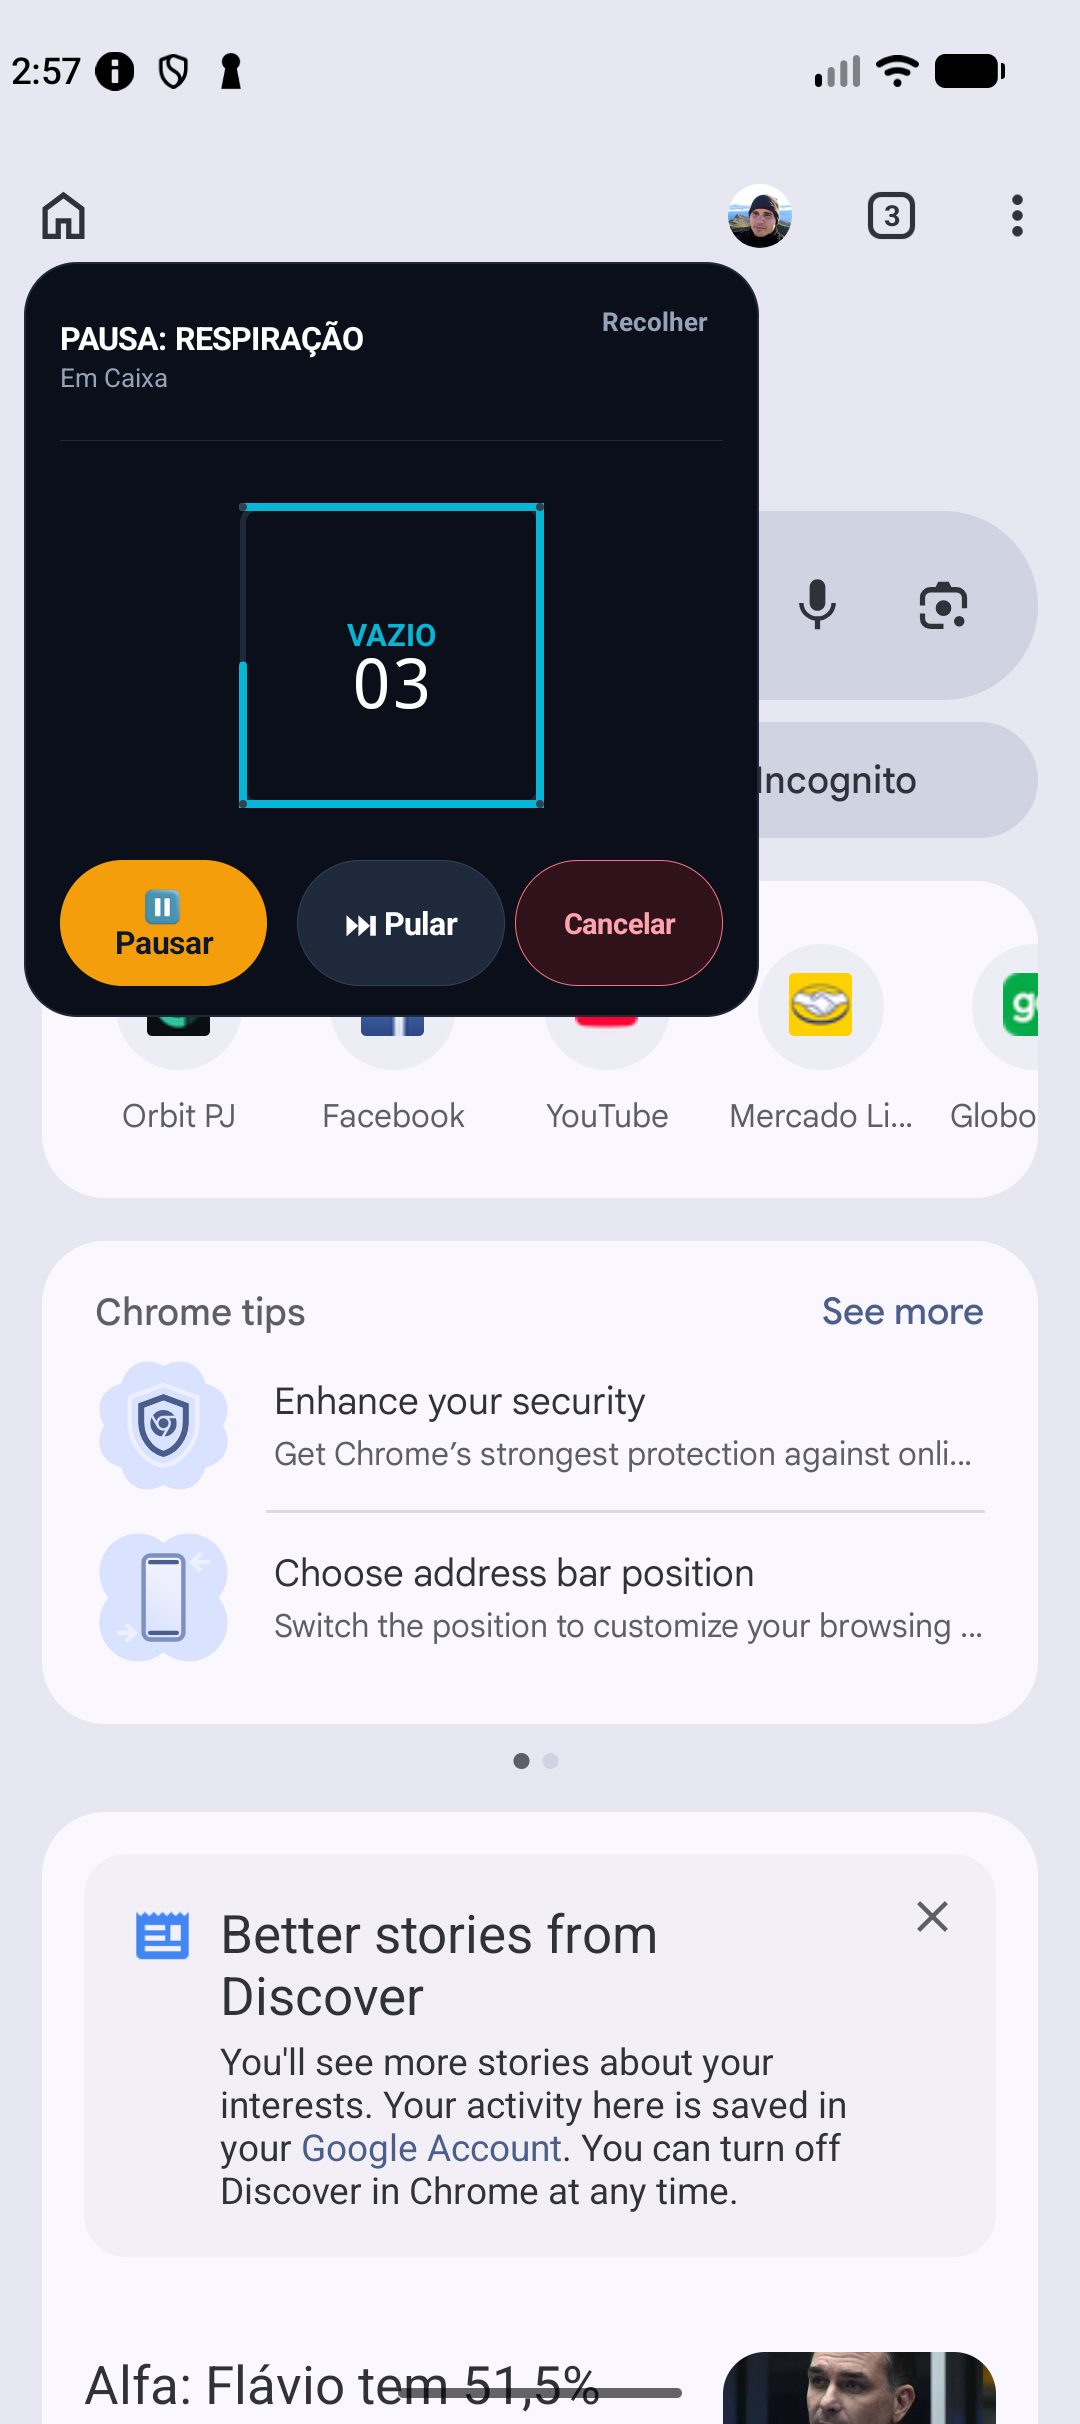 2:57
3
PAUSA: RESPIRAÇÃO
Recolher
Em Caixa
VAZIO
03
Incognito
Pausar
Pular
Cancelar
Orbit PJ
Facebook
YouTube
Mercado Li...
Globo
Chrome tips
See more
Enhance your security
Get Chrome's strongest protection against onli...
Choose address bar position
Switch the position to customize your browsing ...
Better stories from
Discover
You'll see more stories about your
interests. Your activity here is saved in
your Google Account. You can turn off
Discover in Chrome at any time.
Alfa: Flávio tem 51,5%